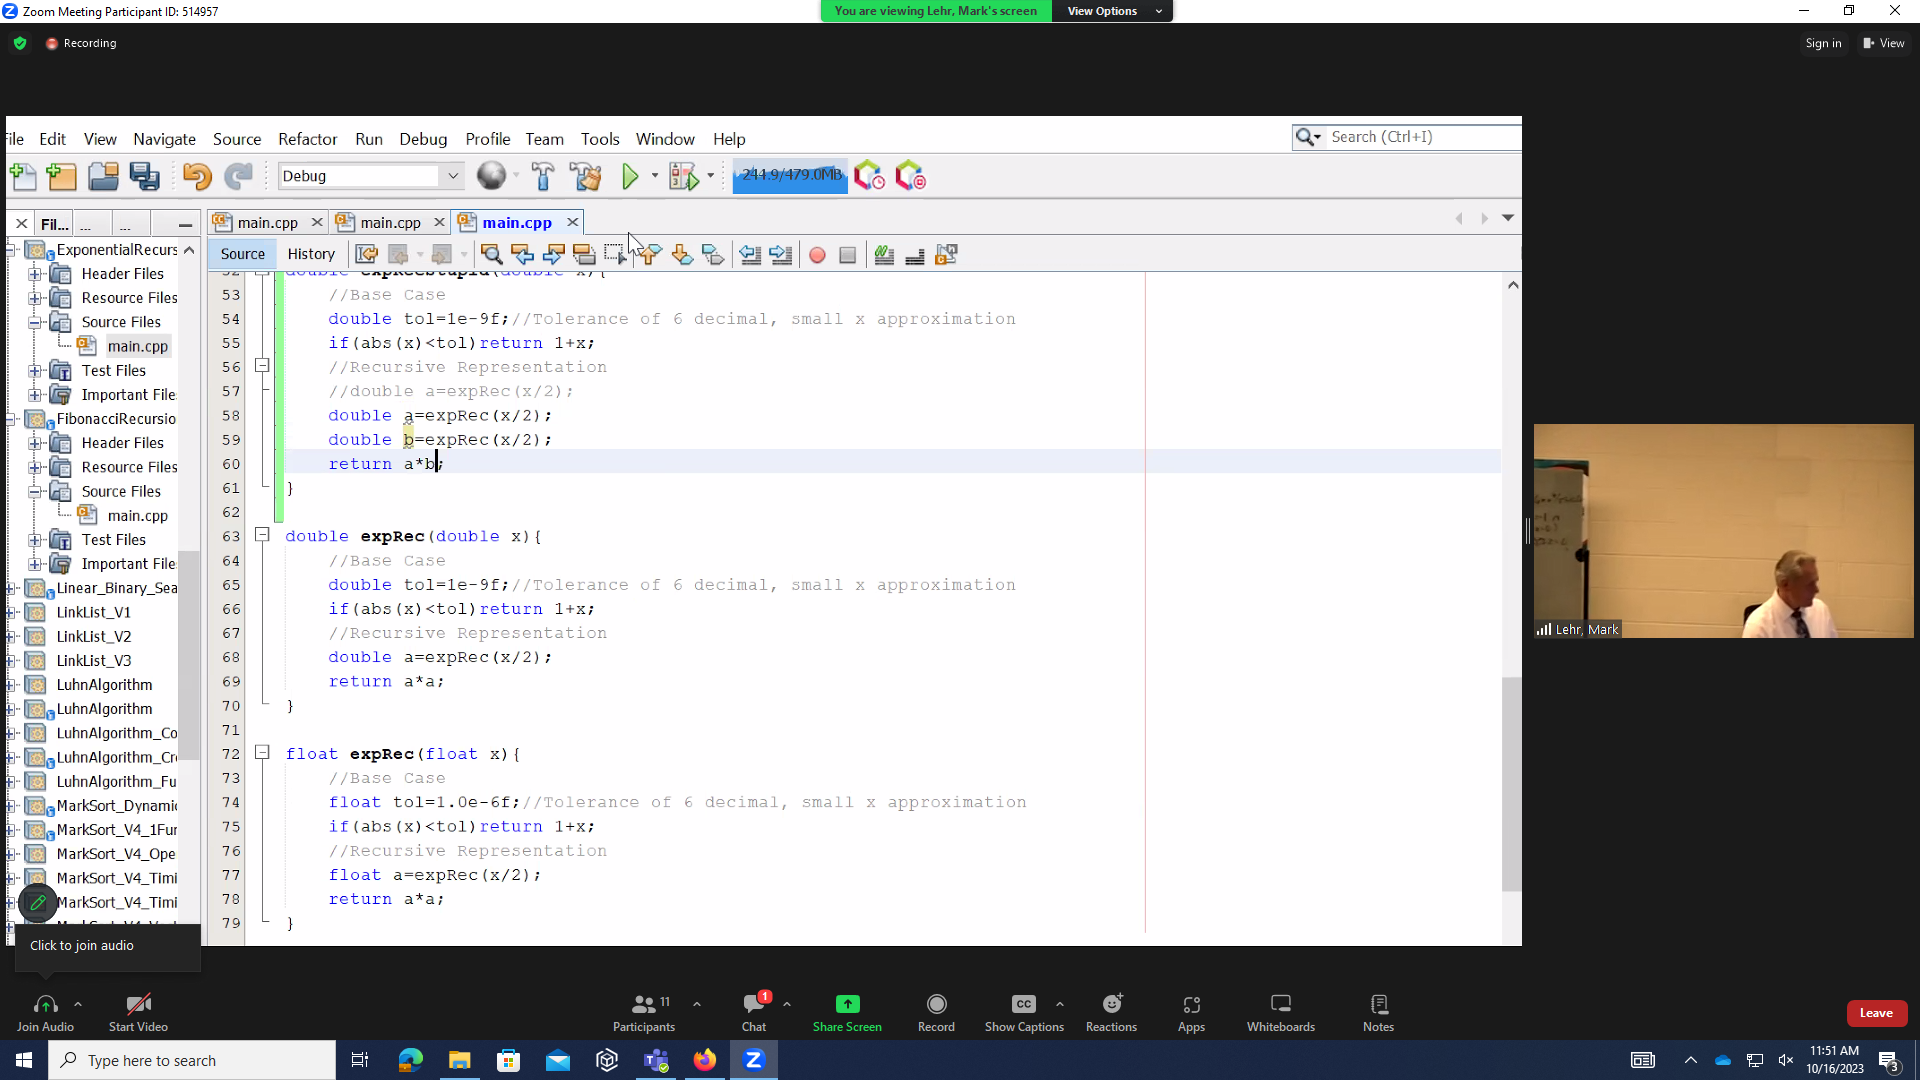 Zoom Meeting Participant ID: 514957
You are viewing Lehr, Mark's screen
View Options
Recording
Sign in
View
ile Edit View Navigate Source Refactor Run Debug Profile Team Tools Window Help
Search (Ctrl+I)
Debug
244.9/479.0MB
Fil...
...
...
main.cpp
main.cpp
main.cpp
Source
History
ExponentialRecurs
Header Files
Resource Files
Source Files
main.cpp
Test Files
Important File
FibonacciRecursio
Header Files
Resource Files
Source Files
main.cpp
Test Files
Important File
Linear_Binary_Sea
LinkList_V1
LinkList_V2
LinkList_V3
LuhnAlgorithm
LuhnAlgorithm
LuhnAlgorithm_Co
LuhnAlgorithm_Cr
LuhnAlgorithm_Fu
MarkSort_Dynamic
MarkSort_V4_1Fun
MarkSort_V4_Ope
MarkSort_V4_Timi
MarkSort_V4_Timi
52 double expRecStupid(double x){
53 //Base Case
54 double tol=1e-9f;//Tolerance of 6 decimal, small x approximation
55 if(abs(x)<tol)return 1+x;
56 //Recursive Representation
57 //double a=expRec(x/2);
58 double a=expRec(x/2);
59 double b=expRec(x/2);
60 return a*b;
61 }
62
63 double expRec(double x){
64 //Base Case
65 double tol=1e-9f;//Tolerance of 6 decimal, small x approximation
66 if(abs(x)<tol)return 1+x;
67 //Recursive Representation
68 double a=expRec(x/2);
69 return a*a;
70 }
71
72 float expRec(float x){
73 //Base Case
74 float tol=1.0e-6f;//Tolerance of 6 decimal, small x approximation
75 if(abs(x)<tol)return 1+x;
76 //Recursive Representation
77 float a=expRec(x/2);
78 return a*a;
79 }
Lehr, Mark
Click to join audio
Join Audio
Start Video
Participants
11
Chat
1
Share Screen
Record
CC
Show Captions
Reactions
Apps
Whiteboards
Notes
Leave
Type here to search
11:51 AM
10/16/2023
3